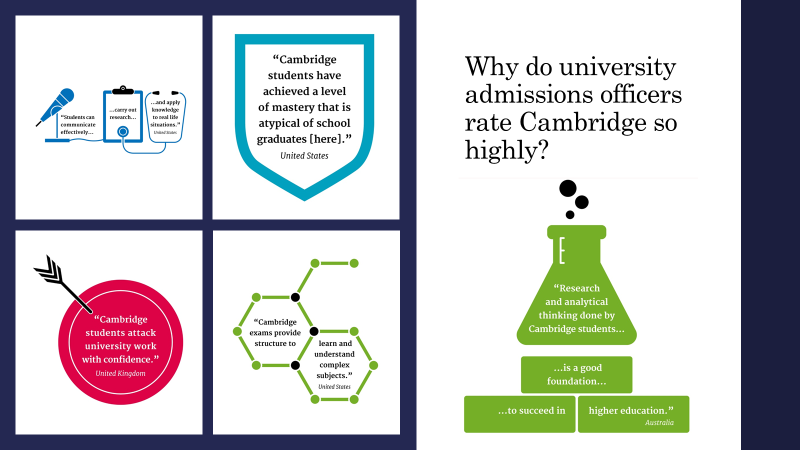 “Students can
communicate
effectively...
...carry out
research...
...and apply
knowledge
to real life
situations.”
United States
“Cambridge
students have
achieved a level
of mastery that is
atypical of school
graduates [here].”
United States
“Cambridge
students attack
university work
with confidence.”
United Kingdom
“Cambridge
exams provide
structure to
learn and
understand
complex
subjects.”
United States
Why do university
admissions officers
rate Cambridge so
highly?
“Research
and analytical
thinking done by
Cambridge students...
...is a good
foundation...
...to succeed in
higher education.”
Australia